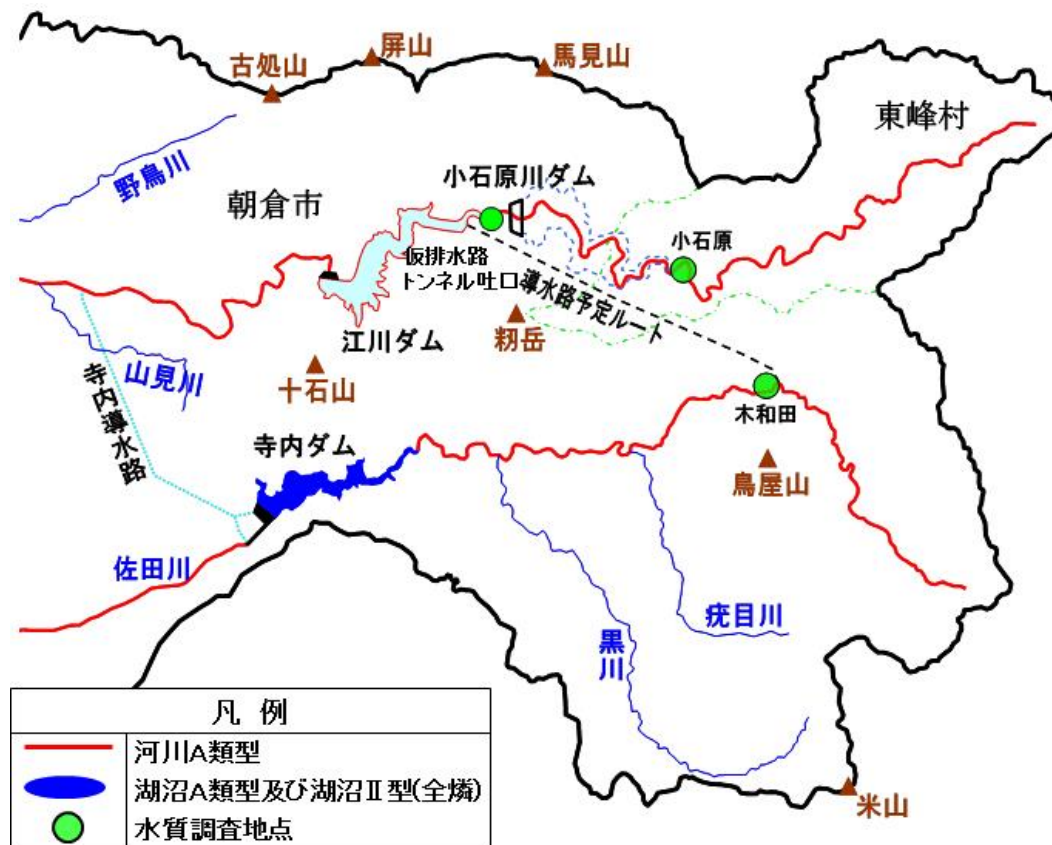 屏山
古処山
馬見山
東峰村
野鳥川
小石原川ダム
朝倉市
小石原
仮排水路
トンネル吐口
導水路予定ルート
江川ダム
籾岳
山見川
十石山
寺内導水路
木和田
寺内ダム
鳥屋山
佐田川
疣目川
黒川
凡 例
河川A類型
湖沼A類型及び湖沼Ⅱ型(全燐)
水質調査地点
米山